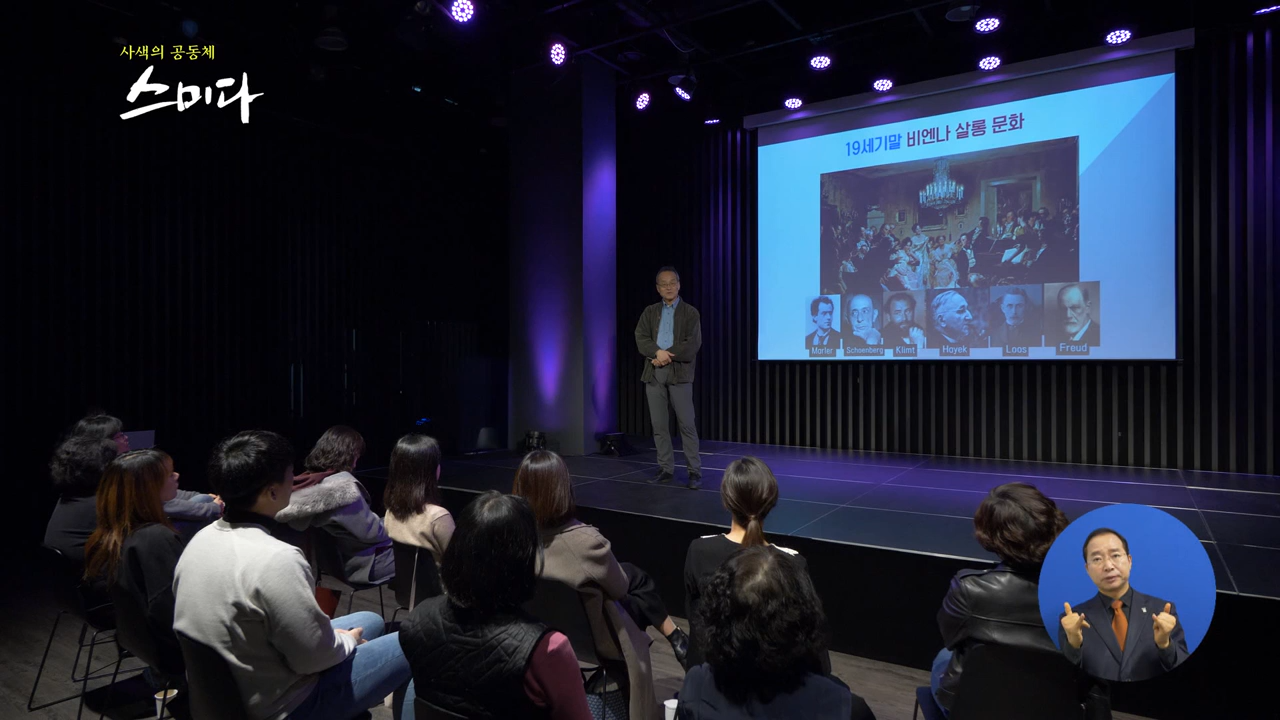 사색의 공동체
스미다
19세기말 비엔나 살롱 문화
Marler
Schoenberg
Klimt
Hayek
Loos
Freud